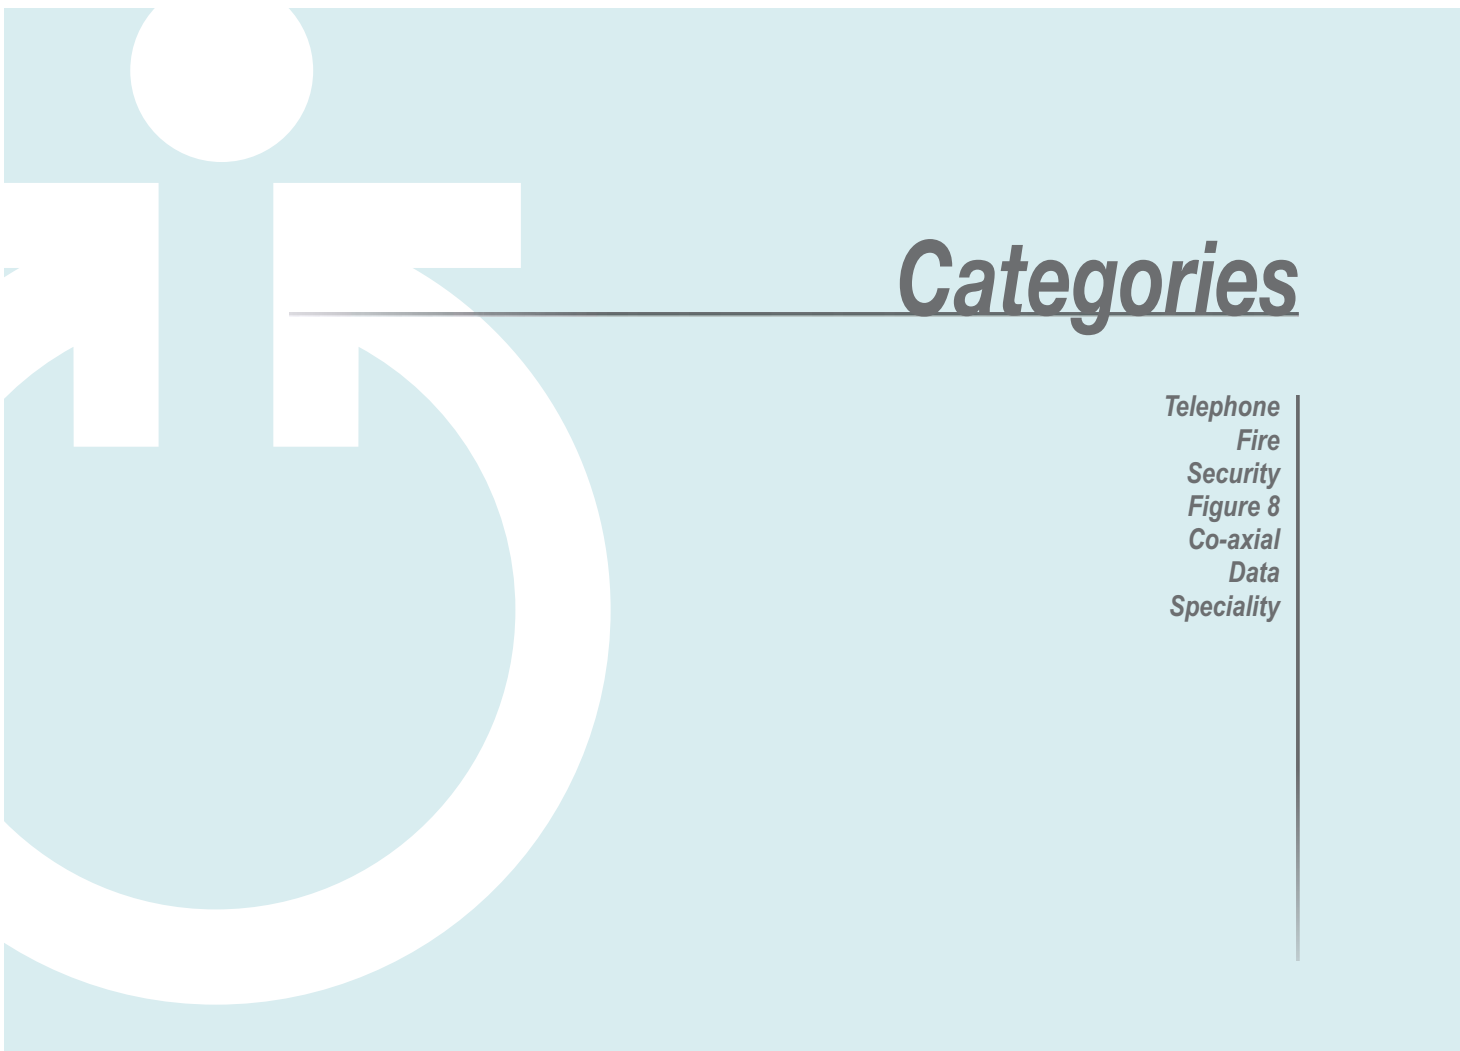 Categories
Telephone
Fire
Security
Figure 8
Co-axial
Data
Speciality